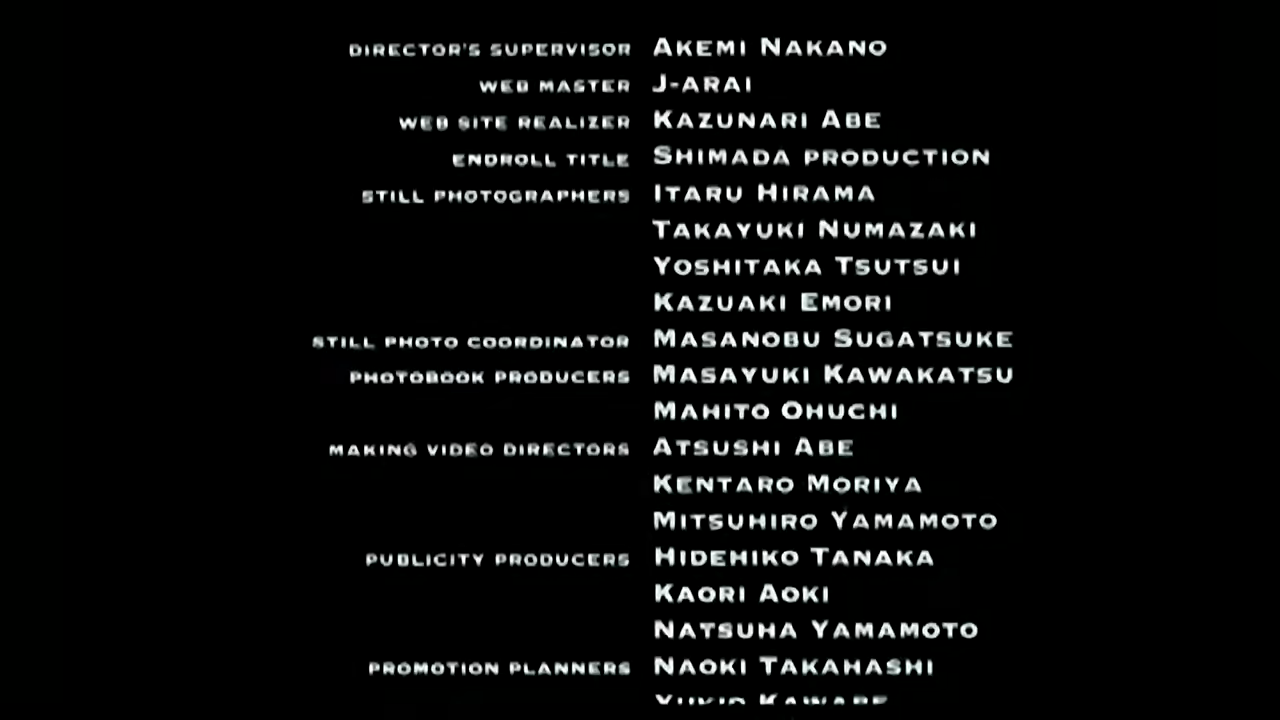 DIRECTOR'S SUPERVISOR AKEMI NAKANO
WEB MASTER J-ARAI
WEB SITE REALIZER KAZUNARI ABE
ENDROLL TITLE SHIMADA PRODUCTION
STILL PHOTOGRAPHERS ITARU HIRAMA
TAKAYUKI NUMAZAKI
YOSHITAKA TSUTSUI
KAZUAKI EMORI
STILL PHOTO COORDINATOR MASANOBU SUGATSUKE
PHOTOBOOK PRODUCERS MASAYUKI KAWAKATSU
MAHITO OHUCHI
MAKING VIDEO DIRECTORS ATSUSHI ABE
KENTARO MORIYA
MITSUHIRO YAMAMOTO
PUBLICITY PRODUCERS HIDEHIKO TANAKA
KAORI AOKI
NATSUHA YAMAMOTO
PROMOTION PLANNERS NAOKI TAKAHASHI